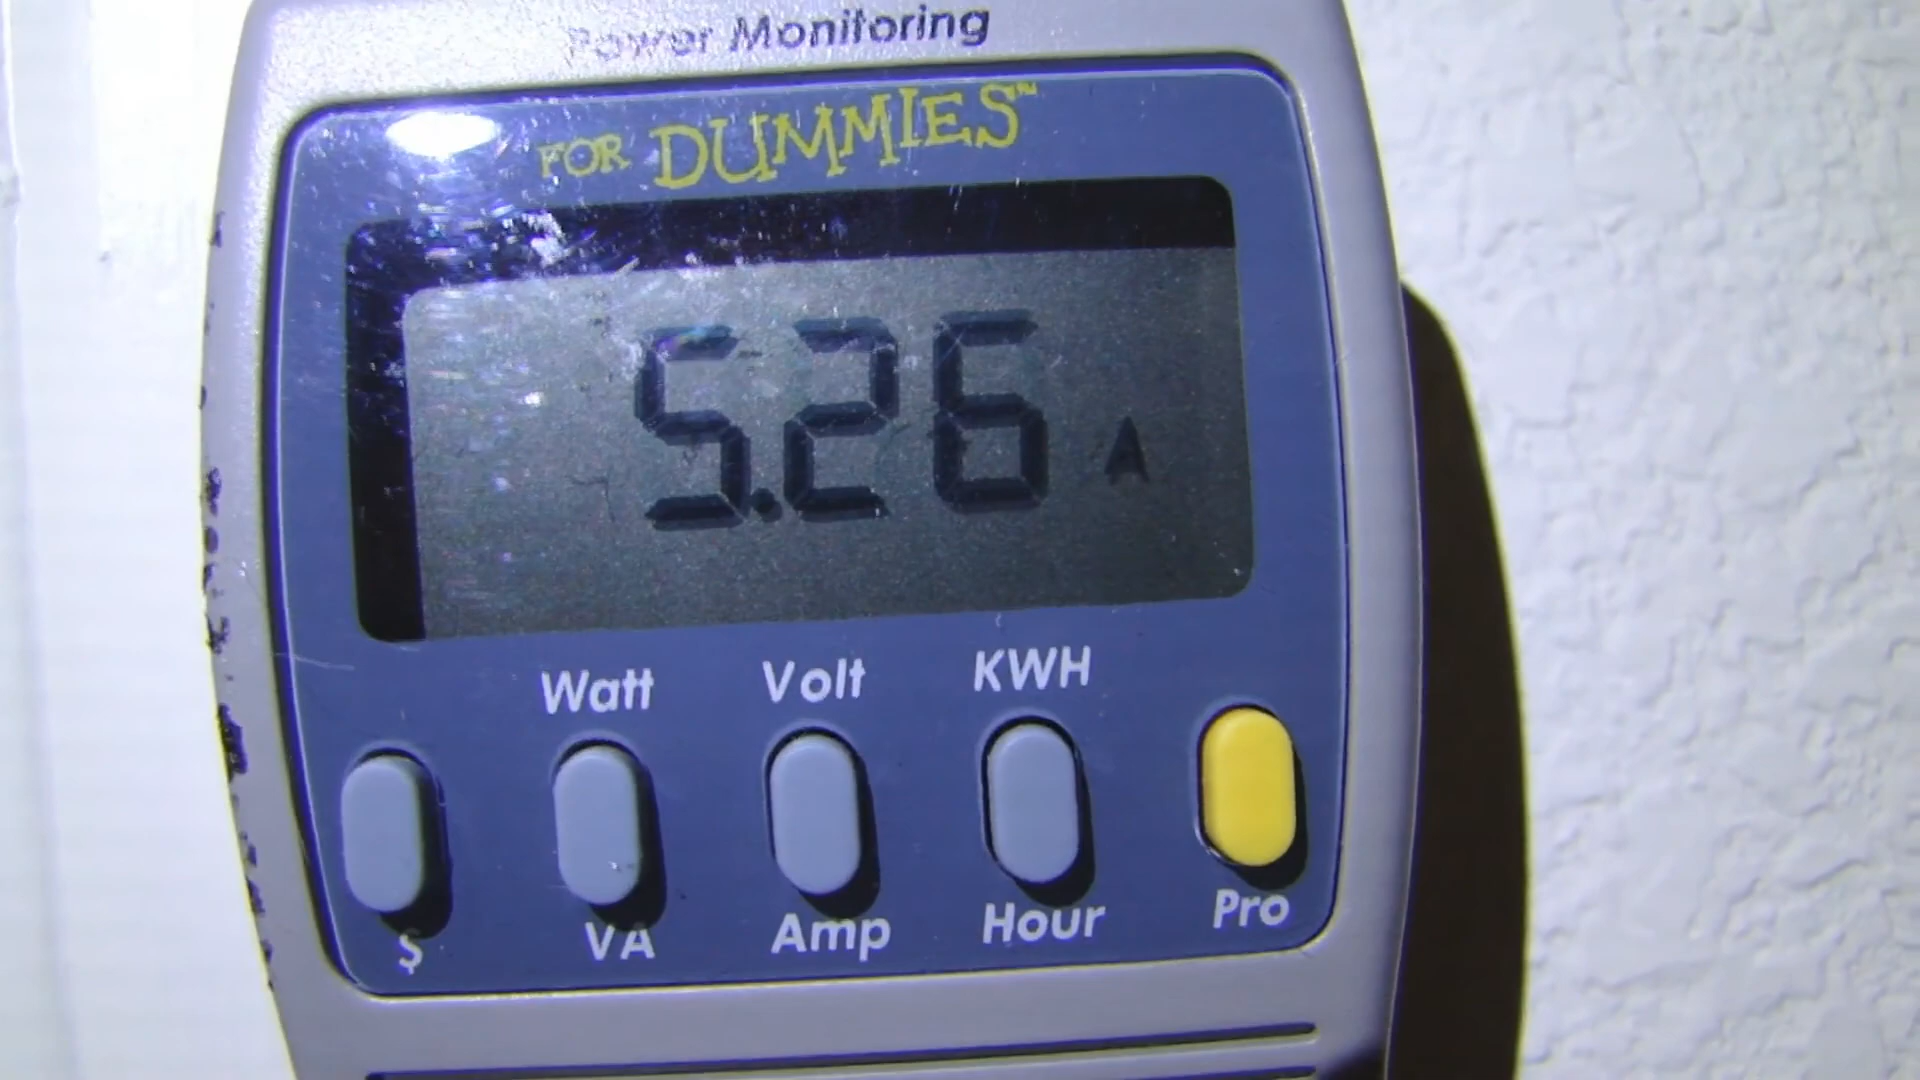 Power Monitoring
FOR DUMMIES™
5.26 A
Watt Volt KWH
$ VA Amp Hour Pro